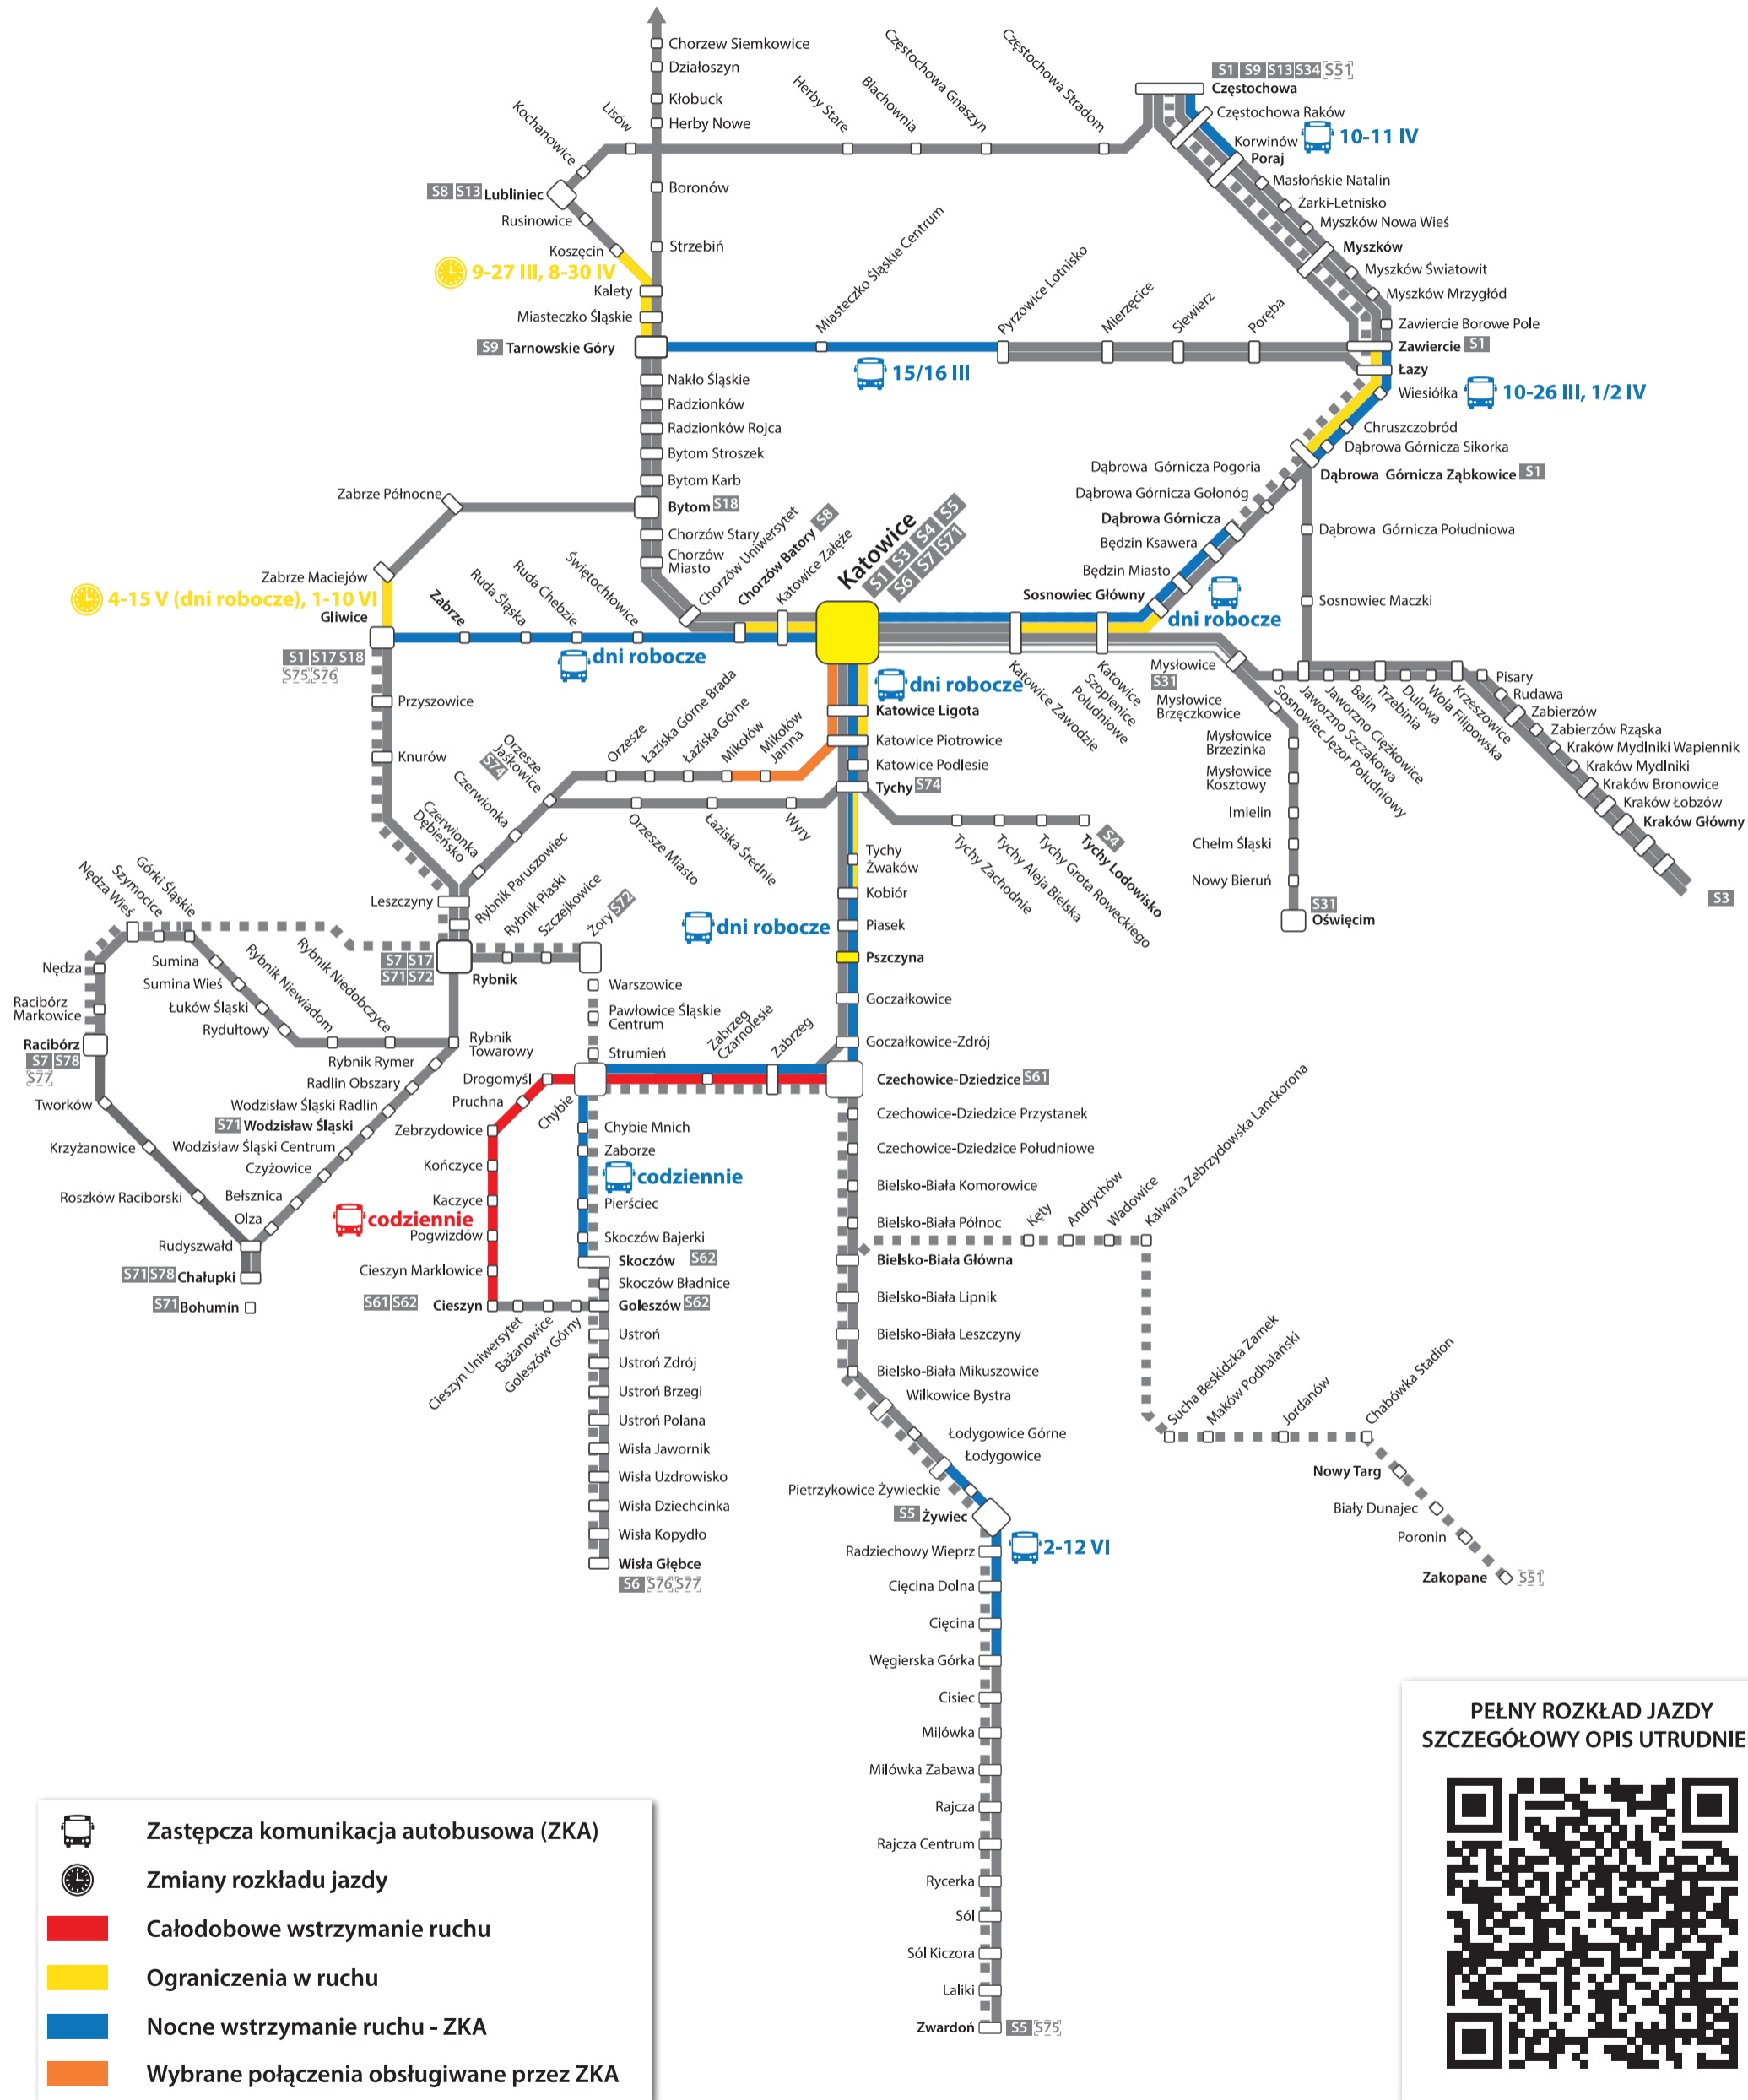 Chorzew Siemkowice
Działoszyn
Kłobuck
Herby Nowe
Boronów
Strzebiń
Kochanowice
Lisów
Herby Stare
Blachownia
Częstochowa Gnaszyn
Częstochowa Stradom
S1 S9 S13 S34 S51
Częstochowa
Częstochowa Raków
Korwinów
10-11 IV
Poraj
Masłońskie Natalin
Żarki-Letnisko
Myszków Nowa Wieś
Myszków
Myszków Światowit
Myszków Mrzygłód
Zawiercie Borowe Pole
Zawiercie S1
Łazy
Wiesiółka
10-26 III, 1/2 IV
Chruszczobród
Dąbrowa Górnicza Sikorka
Dąbrowa Górnicza Ząbkowice S1
S8 S13 Lubliniec
Rusinowice
Koszęcin
9-27 III, 8-30 IV
Kalety
Miasteczko Śląskie
S9 Tarnowskie Góry
Miasteczko Śląskie Centrum
15/16 III
Pyrzowice Lotnisko
Mierzęcice
Siewierz
Poręba
Nakło Śląskie
Radzionków
Radzionków Rojca
Bytom Stroszek
Bytom Karb
Bytom S18
Chorzów Stary
Chorzów
Miasto
Chorzów Uniwersytet
Chorzów Batory S8
Katowice Załęże
Zabrze Północne
Zabrze Maciejów
4-15 V (dni robocze), 1-10 VI
Gliwice
S1 S17 S18
S75 S76
Zabrze
Ruda Śląska
Ruda Chebzie
Świętochłowice
dni robocze
Katowice
S1 S3 S4 S5
S6 S7 S71
Dąbrowa Górnicza Pogoria
Dąbrowa Górnicza Gołonóg
Dąbrowa Górnicza
Będzin Ksawera
Będzin Miasto
Sosnowiec Główny
dni robocze
Dąbrowa Górnicza Południowa
Sosnowiec Maczki
Katowice Zawodzie
Katowice
Szopienice
Południowe
Mysłowice
S31
Mysłowice
Brzęczkowice
Mysłowice
Brzezinka
Mysłowice
Kosztowy
Imielin
Chełm Śląski
Nowy Bieruń
S31
Oświęcim
Sosnowiec Jęzor Południowy
Jaworzno Szczakowa
Jaworzno Ciężkowice
Balin
Trzebinia
Dulowa
Wola Filipowska
Krzeszowice
Pisary
Rudawa
Zabierzów
Zabierzów Rząska
Kraków Mydlniki Wapiennik
Kraków Mydlniki
Kraków Bronowice
Kraków Łobzów
Kraków Główny
S3
dni robocze
Katowice Ligota
Katowice Piotrowice
Katowice Podlesie
Tychy S74
Tychy Zachodnie
Tychy Aleja Bielska
Tychy Grota Roweckiego
Tychy Lodowisko
S4
Przyszowice
Knurów
Czerwionka
Dębieńsko
Czerwionka
Orzesze
Jaśkowice
S74
Orzesze
Łaziska Górne Brada
Łaziska Górne
Mikołów
Mikołów
Jamna
Orzesze Miasto
Łaziska Średnie
Wyry
Tychy
Żwaków
Kobiór
Piasek
dni robocze
Pszczyna
Goczałkowice
Goczałkowice-Zdrój
Leszczyny
Rybnik Paruszowiec
Rybnik Piaski
Szczejkowice
Żory S72
S7 S17
S71 S72
Rybnik
Nędza Wieś
Szymocice
Górki Śląskie
Nędza
Racibórz
Markowice
Racibórz
S7 S78
S77
Sumina
Sumina Wieś
Łuków Śląski
Rydułtowy
Rybnik Niewiadom
Rybnik Niedobczyce
Rybnik Rymer
Rybnik
Towarowy
Radlin Obszary
Wodzisław Śląski Radlin
S71 Wodzisław Śląski
Wodzisław Śląski Centrum
Czyżowice
Bełsznica
Olza
Tworków
Krzyżanowice
Roszków Raciborski
Rudyszwałd
S71 S78 Chałupki
S71 Bohumín
Warszowice
Pawłowice Śląskie
Centrum
Strumień
Zabrzeg
Czarnolesie
Zabrzeg
Drogomyśl
Pruchna
Chybie
Zebrzydowice
Kończyce
Kaczyce
codziennie
Pogwizdów
Cieszyn Marklowice
S61 S62 Cieszyn
Cieszyn Uniwersytet
Bażanowice
Goleszów Górny
Chybie Mnich
Zaborze
codziennie
Pierściec
Skoczów Bajerki
Skoczów S62
Skoczów Bładnice
Goleszów S62
Ustroń
Ustroń Zdrój
Ustroń Brzegi
Ustroń Polana
Wisła Jawornik
Wisła Uzdrowisko
Wisła Dziechcinka
Wisła Kopydło
Wisła Głębce
S6 S76 S77
Czechowice-Dziedzice S61
Czechowice-Dziedzice Przystanek
Czechowice-Dziedzice Południowe
Bielsko-Biała Komorowice
Bielsko-Biała Północ
Bielsko-Biała Główna
Bielsko-Biała Lipnik
Bielsko-Biała Leszczyny
Bielsko-Biała Mikuszowice
Wilkowice Bystra
Łodygowice Górne
Łodygowice
Pietrzykowice Żywieckie
S5 Żywiec
2-12 VI
Radziechowy Wieprz
Cięcina Dolna
Cięcina
Węgierska Górka
Cisiec
Milówka
Milówka Zabawa
Rajcza
Rajcza Centrum
Rycerka
Sól
Sól Kiczora
Laliki
Zwardoń S5 S75
Kęty
Andrychów
Wadowice
Kalwaria Zebrzydowska Lanckorona
Sucha Beskidzka Zamek
Maków Podhalański
Jordanów
Chabówka Stadion
Nowy Targ
Biały Dunajec
Poronin
Zakopane S51
PEŁNY ROZKŁAD JAZDY
SZCZEGÓŁOWY OPIS UTRUDNIE
Zastępcza komunikacja autobusowa (ZKA)
Zmiany rozkładu jazdy
Całodobowe wstrzymanie ruchu
Ograniczenia w ruchu
Nocne wstrzymanie ruchu - ZKA
Wybrane połączenia obsługiwane przez ZKA